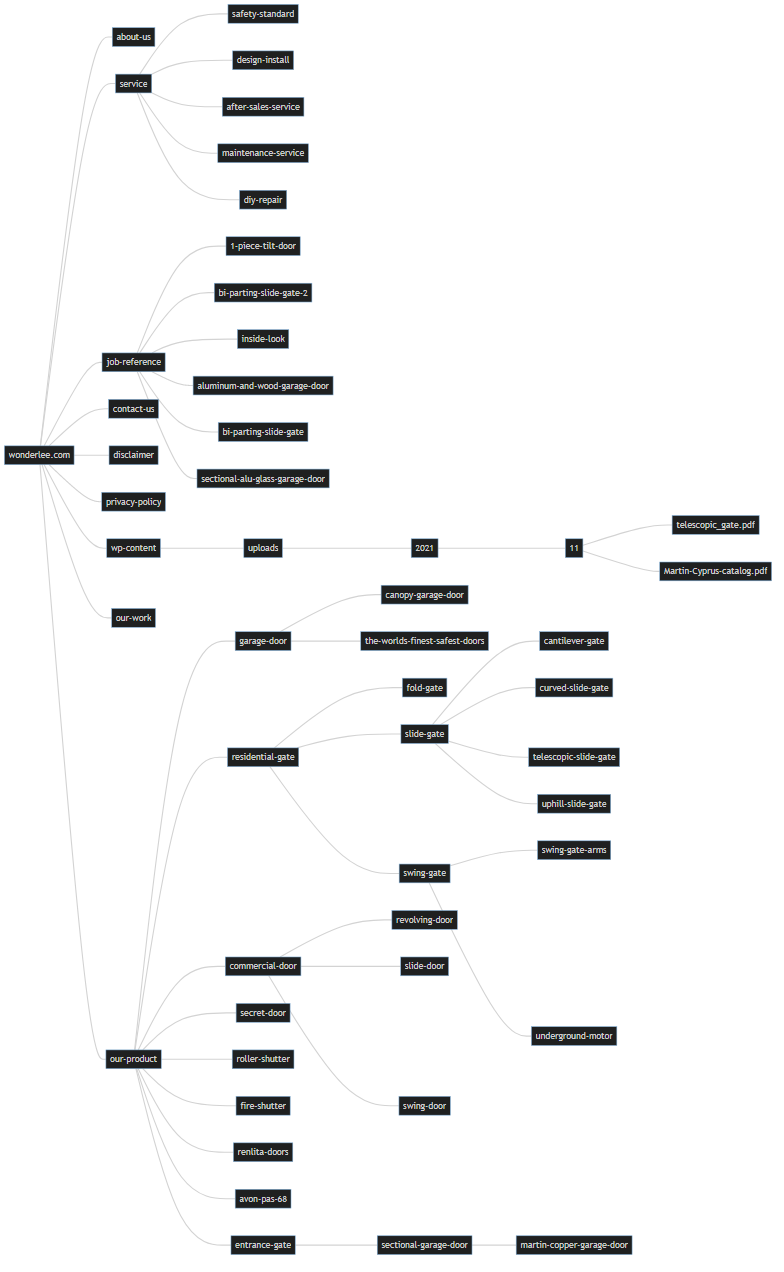 safety-standard
about-us
design-install
service
after-sales-service
maintenance-service
diy-repair
1-piece-tilt-door
bi-parting-slide-gate-2
inside-look
job-reference
aluminum-and-wood-garage-door
contact-us
bi-parting-slide-gate
wonderlee.com
disclaimer
sectional-alu-glass-garage-door
privacy-policy
telescopic_gate.pdf
wp-content
uploads
2021
11
Martin-Cyprus-catalog.pdf
canopy-garage-door
our-work
garage-door
the-worlds-finest-safest-doors
cantilever-gate
fold-gate
curved-slide-gate
slide-gate
residential-gate
telescopic-slide-gate
uphill-slide-gate
swing-gate-arms
swing-gate
revolving-door
commercial-door
slide-door
secret-door
underground-motor
our-product
roller-shutter
fire-shutter
swing-door
renlita-doors
avon-pas-68
entrance-gate
sectional-garage-door
martin-copper-garage-door